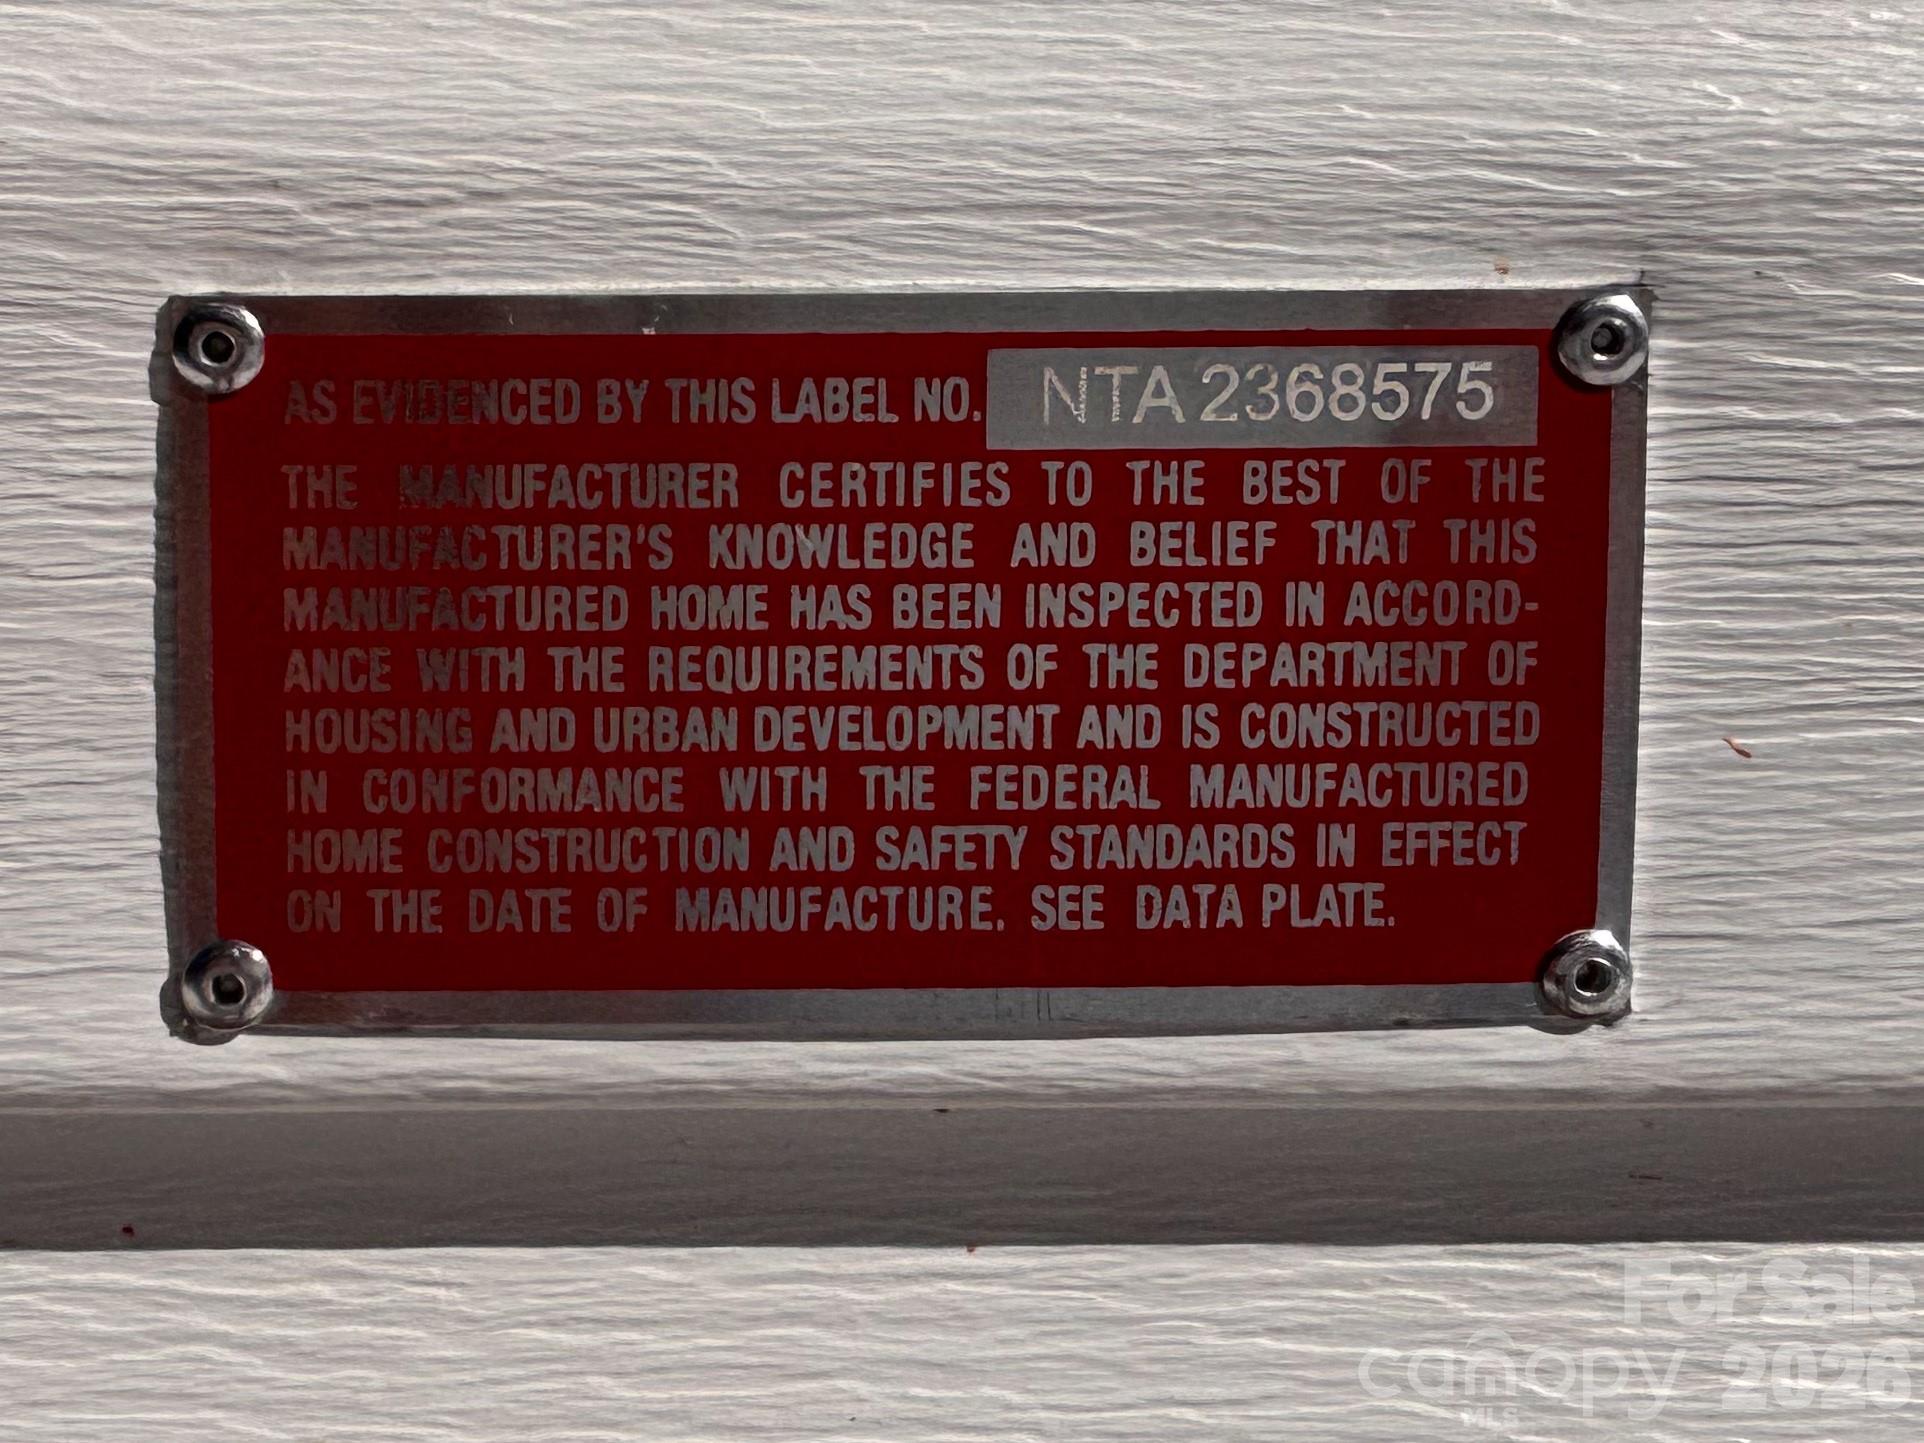 AS EVIDENCED BY THIS LABEL NO. NTA 2368575
THE MANUFACTURER CERTIFIES TO THE BEST OF THE
MANUFACTURER'S KNOWLEDGE AND BELIEF THAT THIS
MANUFACTURED HOME HAS BEEN INSPECTED IN ACCORD-
ANCE WITH THE REQUIREMENTS OF THE DEPARTMENT OF
HOUSING AND URBAN DEVELOPMENT AND IS CONSTRUCTED
IN CONFORMANCE WITH THE FEDERAL MANUFACTURED
HOME CONSTRUCTION AND SAFETY STANDARDS IN EFFECT
ON THE DATE OF MANUFACTURE. SEE DATA PLATE.
For Sale
canopy 2026
MLS